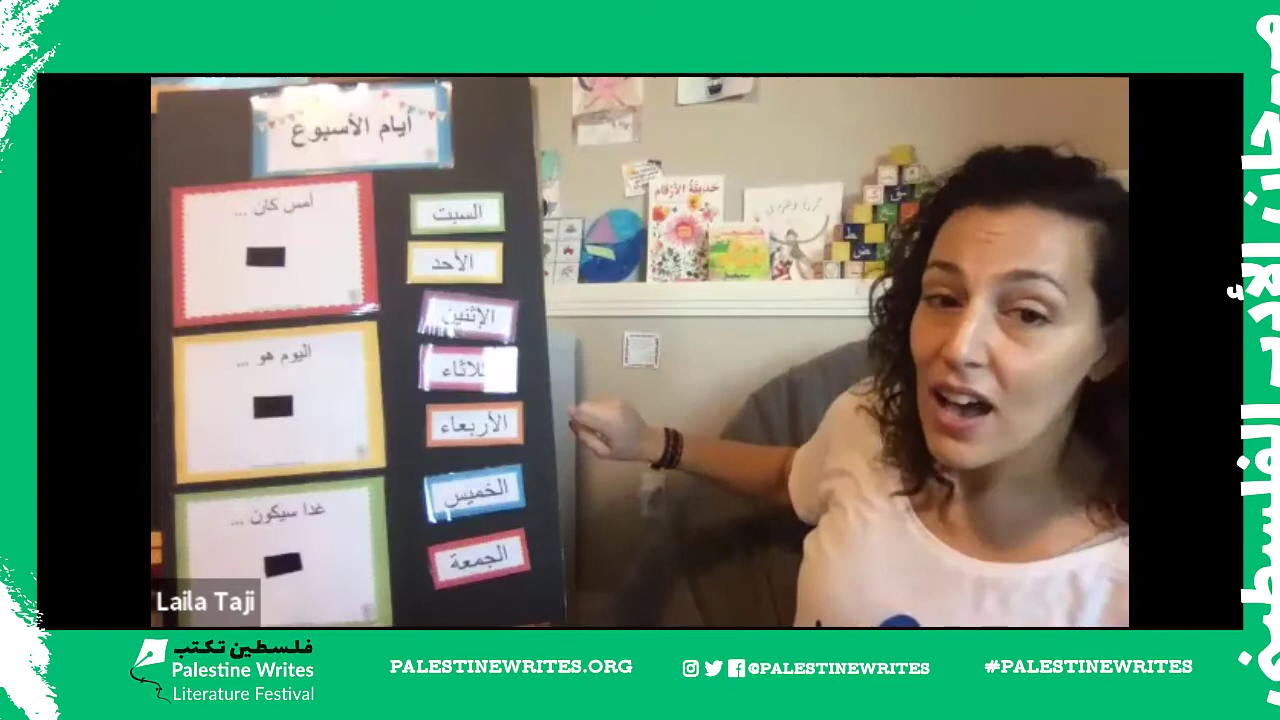 أيام الأسبوع
أمس كان ...
اليوم هو ...
غدا سيكون ...
السبت
الأحد
الإثنين
ثلاثاء
الأربعاء
الخميس
الجمعة
حديقة الأرقام
Laila Taji
فلسطين تكتب
Palestine Writes
Literature Festival
PALESTINEWRITES.ORG
@PALESTINEWRITES
#PALESTINEWRITES